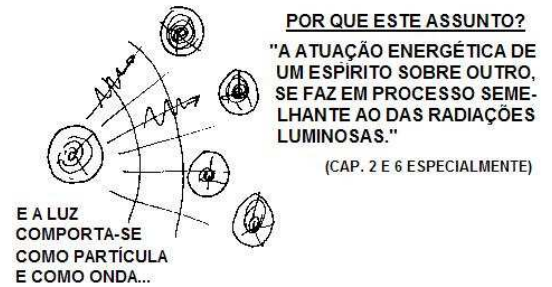 POR QUE ESTE ASSUNTO?
"A ATUAÇÃO ENERGÉTICA DE
UM ESPÍRITO SOBRE OUTRO,
SE FAZ EM PROCESSO SEME-
LHANTE AO DAS RADIAÇÕES
LUMINOSAS."
(CAP. 2 E 6 ESPECIALMENTE)
E A LUZ
COMPORTA-SE
COMO PARTÍCULA
E COMO ONDA...